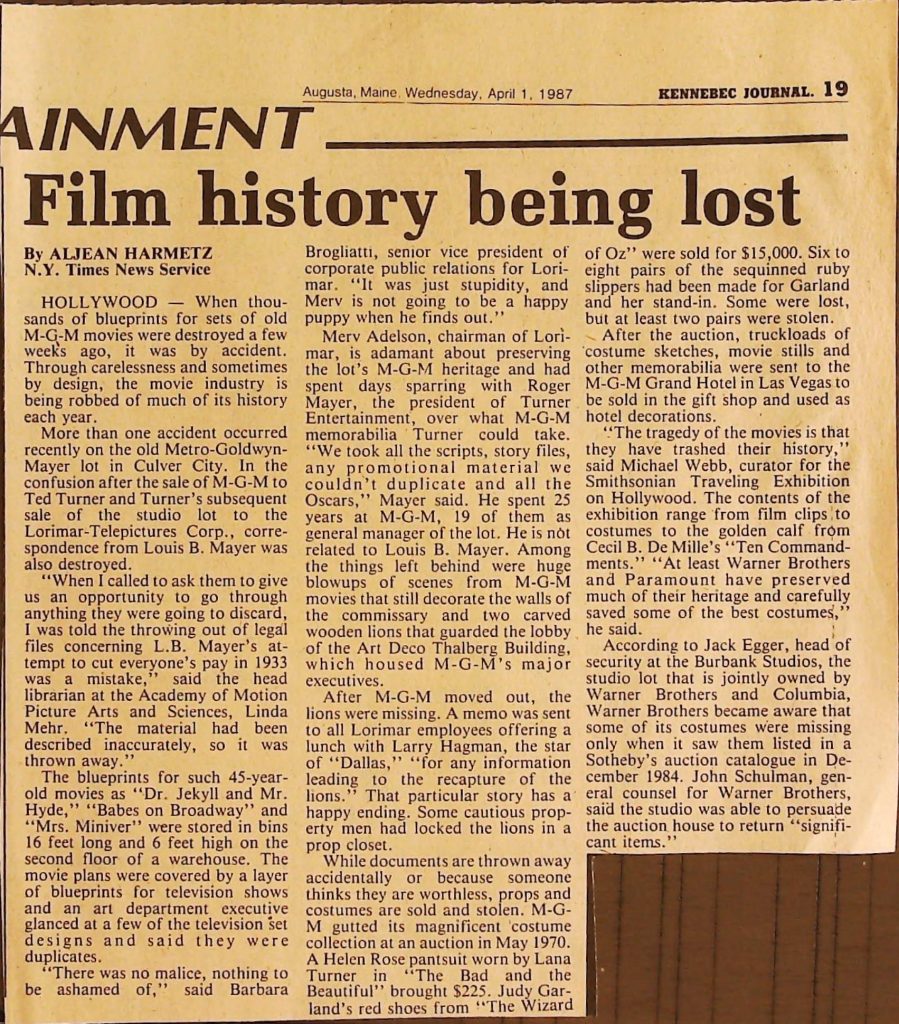 Augusta, Maine, Wednesday, April 1, 1987
KENNEBEC JOURNAL. 19
AINMENT
Film history being lost
By ALJEAN HARMETZ
N.Y. Times News Service
HOLLYWOOD — When thou-
sands of blueprints for sets of old
M-G-M movies were destroyed a few
weeks ago, it was by accident.
Through carelessness and sometimes
by design, the movie industry is
being robbed of much of its history
each year.
More than one accident occurred
recently on the old Metro-Goldwyn-
Mayer lot in Culver City. In the
confusion after the sale of M-G-M to
Ted Turner and Turner's subsequent
sale of the studio lot to the
Lorimar-Telepictures Corp., corre-
spondence from Louis B. Mayer was
also destroyed.
"When I called to ask them to give
us an opportunity to go through
anything they were going to discard,
I was told the throwing out of legal
files concerning L.B. Mayer's at-
tempt to cut everyone's pay in 1933
was a mistake," said the head
librarian at the Academy of Motion
Picture Arts and Sciences, Linda
Mehr. "The material had been
described inaccurately, so it was
thrown away."
The blueprints for such 45-year-
old movies as "Dr. Jekyll and Mr.
Hyde," "Babes on Broadway" and
"Mrs. Miniver" were stored in bins
16 feet long and 6 feet high on the
second floor of a warehouse. The
movie plans were covered by a layer
of blueprints for television shows
and an art department executive
glanced at a few of the television set
designs and said they were
duplicates.
"There was no malice, nothing to
be ashamed of," said Barbara
Brogliatti, senior vice president of
corporate public relations for Lori-
mar. "It was just stupidity, and
Merv is not going to be a happy
puppy when he finds out."
Merv Adelson, chairman of Lori-
mar, is adamant about preserving
the lot's M-G-M heritage and had
spent days sparring with Roger
Mayer, the president of Turner
Entertainment, over what M-G-M
memorabilia Turner could take.
"We took all the scripts, story files,
any promotional material we
couldn't duplicate and all the
Oscars," Mayer said. He spent 25
years at M-G-M, 19 of them as
general manager of the lot. He is not
related to Louis B. Mayer. Among
the things left behind were huge
blowups of scenes from M-G-M
movies that still decorate the walls of
the commissary and two carved
wooden lions that guarded the lobby
of the Art Deco Thalberg Building,
which housed M-G-M's major
executives.
After M-G-M moved out, the
lions were missing. A memo was sent
to all Lorimar employees offering a
lunch with Larry Hagman, the star
of "Dallas," "for any information
leading to the recapture of the
lions." That particular story has a
happy ending. Some cautious prop-
erty men had locked the lions in a
prop closet.
While documents are thrown away
accidentally or because someone
thinks they are worthless, props and
costumes are sold and stolen. M-G-
M gutted its magnificent costume
collection at an auction in May 1970.
A Helen Rose pantsuit worn by Lana
Turner in "The Bad and the
Beautiful" brought $225. Judy Gar-
land's red shoes from "The Wizard
of Oz" were sold for $15,000. Six to
eight pairs of the sequinned ruby
slippers had been made for Garland
and her stand-in. Some were lost,
but at least two pairs were stolen.
After the auction, truckloads of
costume sketches, movie stills and
other memorabilia were sent to the
M-G-M Grand Hotel in Las Vegas to
be sold in the gift shop and used as
hotel decorations.
"The tragedy of the movies is that
they have trashed their history,"
said Michael Webb, curator for the
Smithsonian Traveling Exhibition
on Hollywood. The contents of the
exhibition range from film clips to
costumes to the golden calf from
Cecil B. De Mille's "Ten Command-
ments." "At least Warner Brothers
and Paramount have preserved
much of their heritage and carefully
saved some of the best costumes,"
he said.
According to Jack Egger, head of
security at the Burbank Studios, the
studio lot that is jointly owned by
Warner Brothers and Columbia,
Warner Brothers became aware that
some of its costumes were missing
only when it saw them listed in a
Sotheby's auction catalogue in De-
cember 1984. John Schulman, gen-
eral counsel for Warner Brothers,
said the studio was able to persuade
the auction house to return "signifi-
cant items."